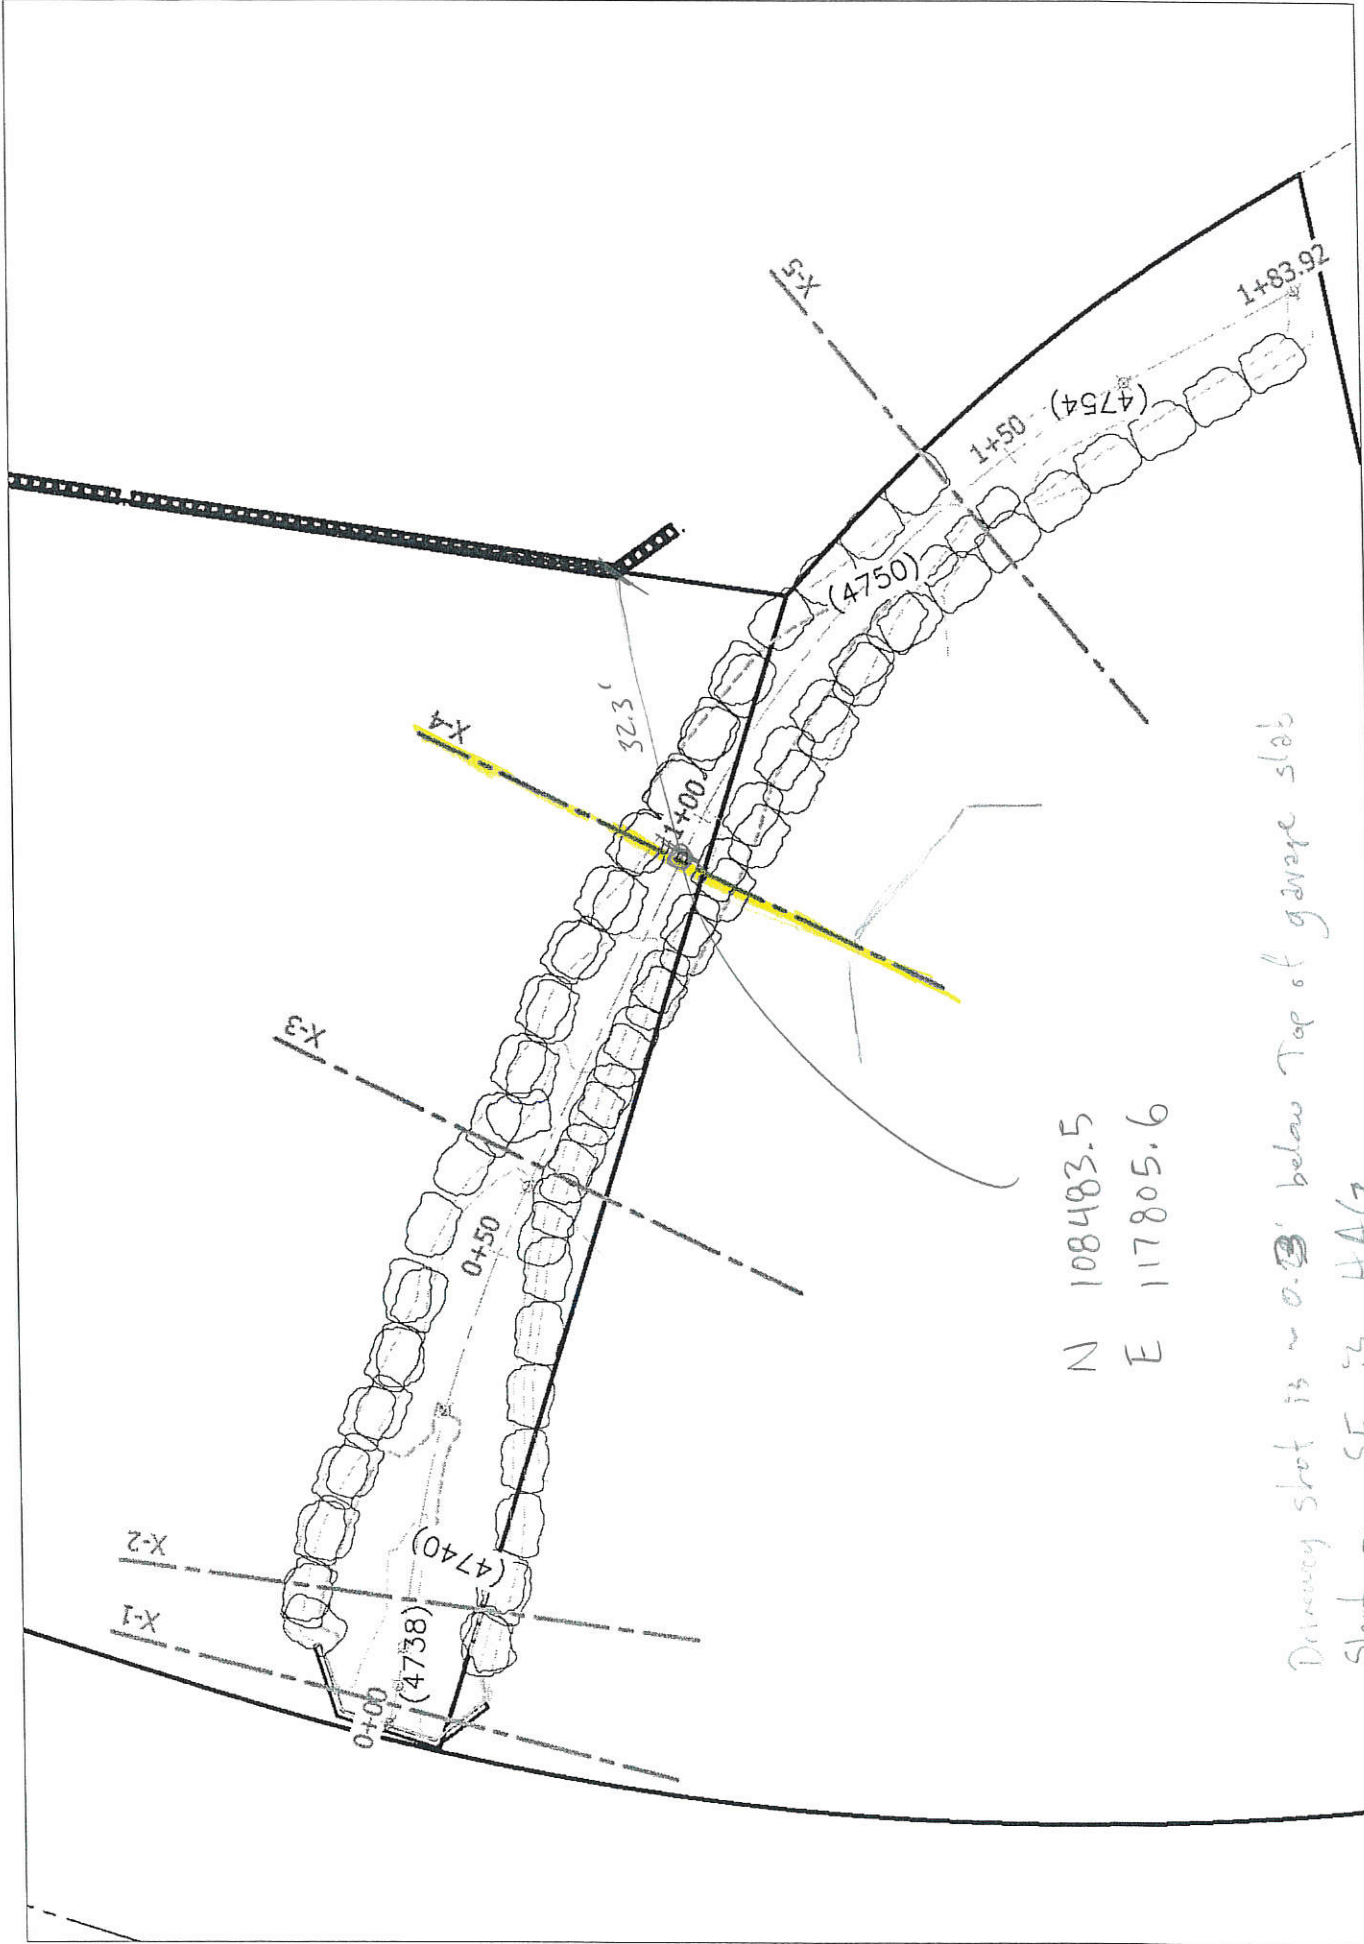 X-1
X-2
X-3
X-4
X-5
0+00
(4738)
(4740)
0+50
1+00
32.3'
(4750)
1+50
(4754)
1+83.92
N 108483.5
E 117805.6
Driveway shot is ~ 0.3' below Top of garage slab
HAG